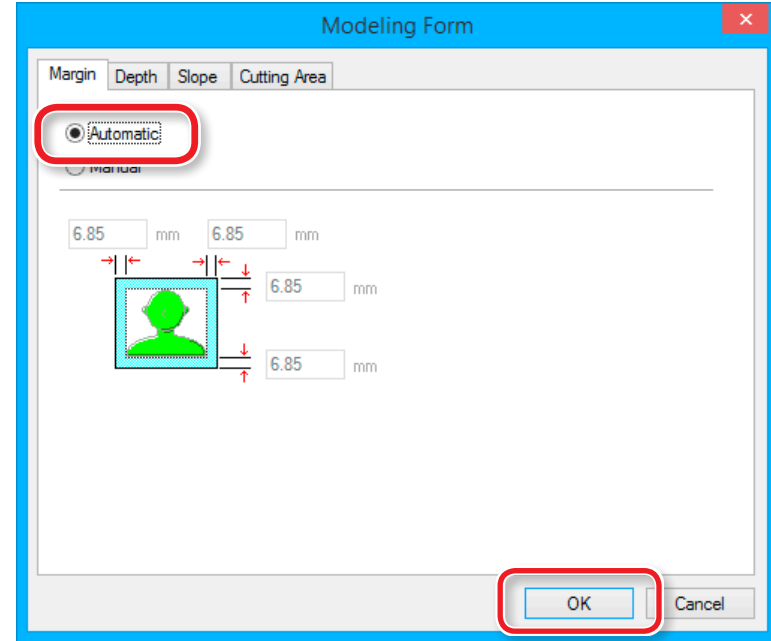 Modeling Form
Margin Depth Slope Cutting Area
Automatic
Manual
6.85 mm 6.85 mm
6.85 mm
6.85 mm
OK Cancel